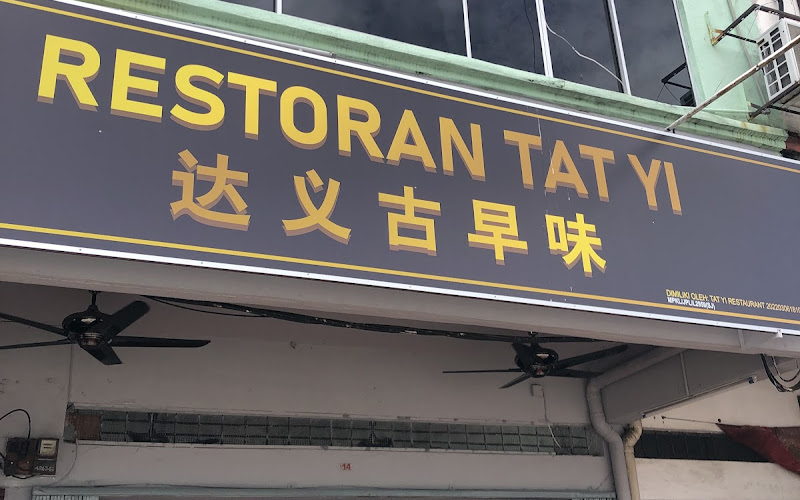 RESTORAN TAT YI
达义古早味
DIMILIKI OLEH: TAT YI RESTAURANT
14